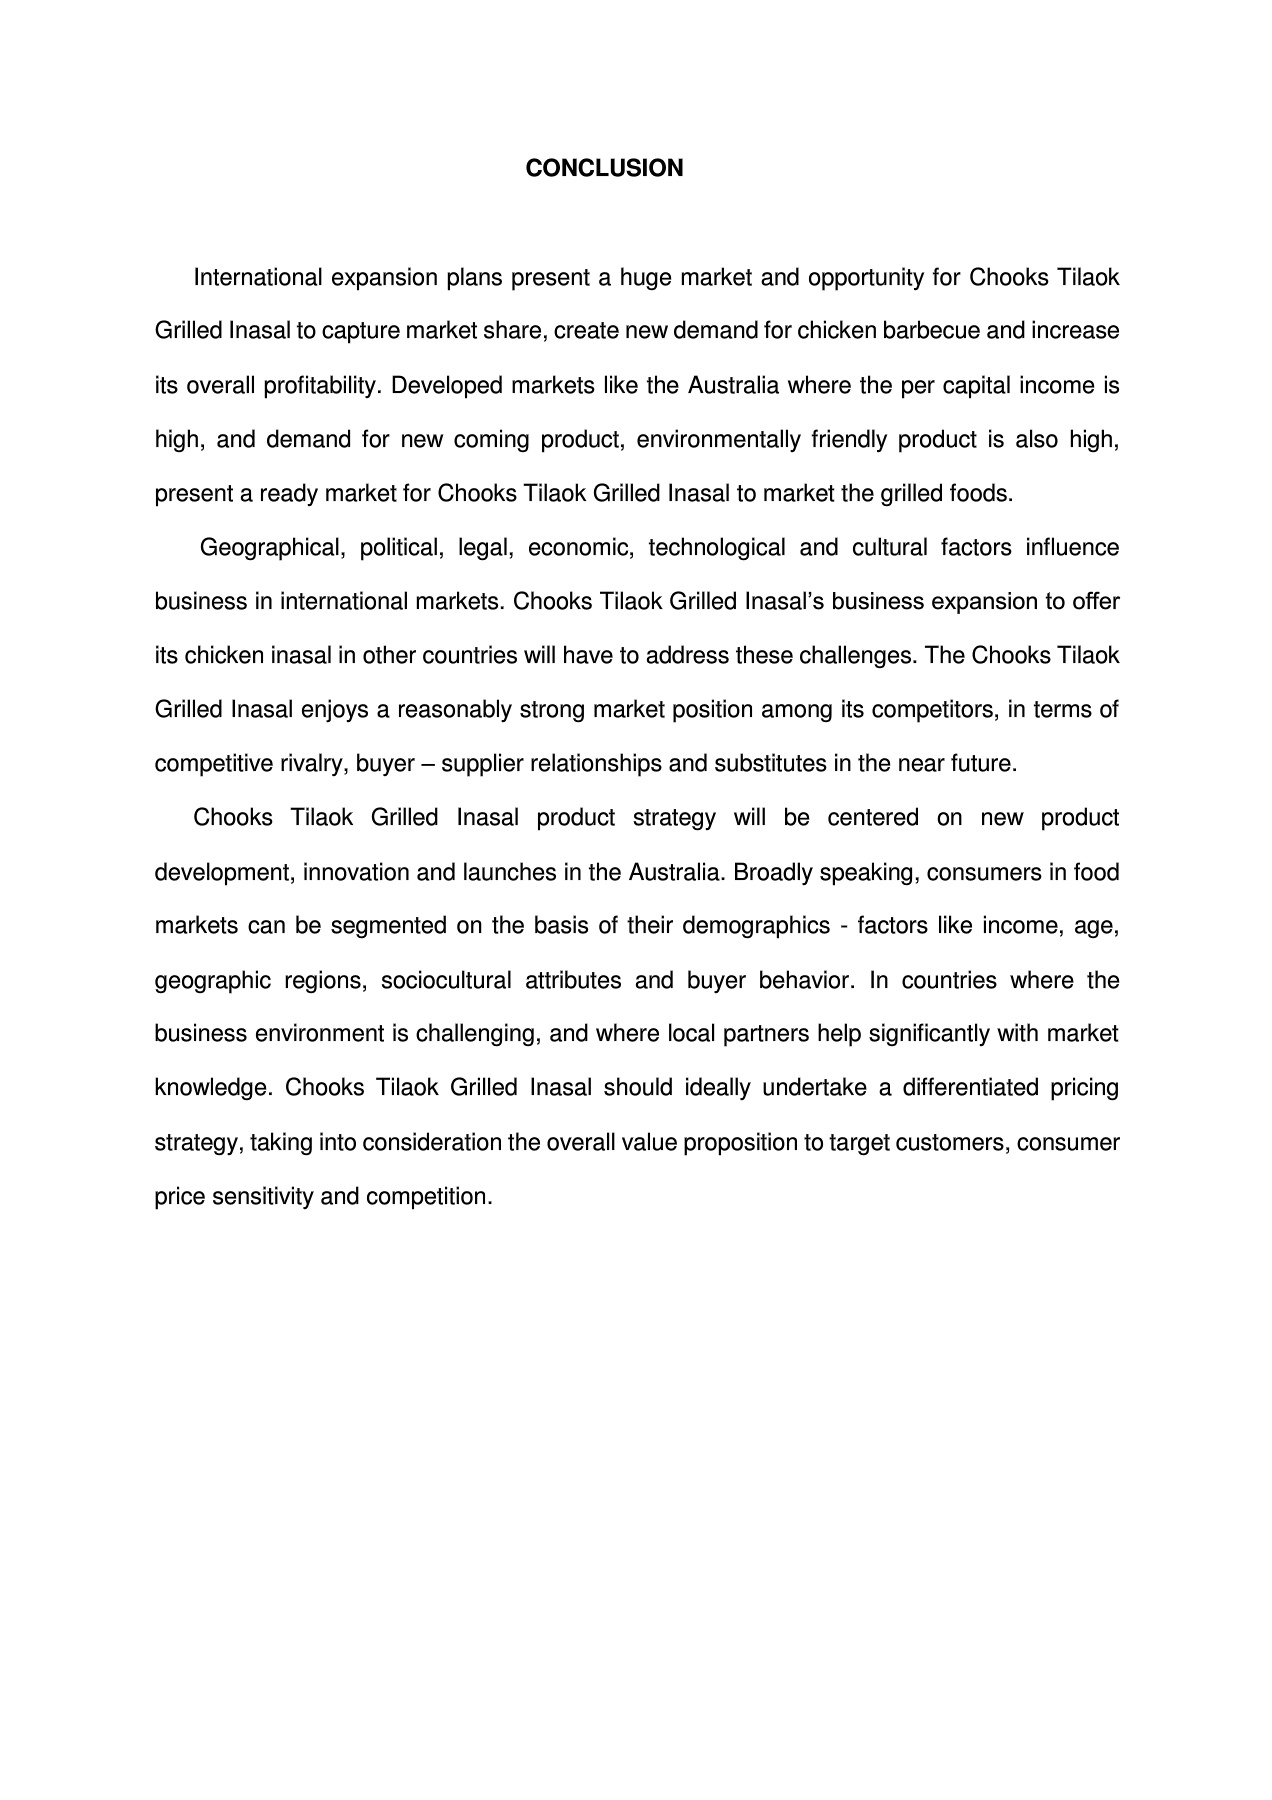 CONCLUSION
International expansion plans present a huge market and opportunity for Chooks Tilaok
Grilled Inasal to capture market share, create new demand for chicken barbecue and increase
its overall profitability. Developed markets like the Australia where the per capital income is
high, and demand for new coming product, environmentally friendly product is also high,
present a ready market for Chooks Tilaok Grilled Inasal to market the grilled foods.
Geographical, political, legal, economic, technological and cultural factors influence
business in international markets. Chooks Tilaok Grilled Inasal’s business expansion to offer
its chicken inasal in other countries will have to address these challenges. The Chooks Tilaok
Grilled Inasal enjoys a reasonably strong market position among its competitors, in terms of
competitive rivalry, buyer – supplier relationships and substitutes in the near future.
Chooks Tilaok Grilled Inasal product strategy will be centered on new product
development, innovation and launches in the Australia. Broadly speaking, consumers in food
markets can be segmented on the basis of their demographics - factors like income, age,
geographic regions, sociocultural attributes and buyer behavior. In countries where the
business environment is challenging, and where local partners help significantly with market
knowledge. Chooks Tilaok Grilled Inasal should ideally undertake a differentiated pricing
strategy, taking into consideration the overall value proposition to target customers, consumer
price sensitivity and competition.